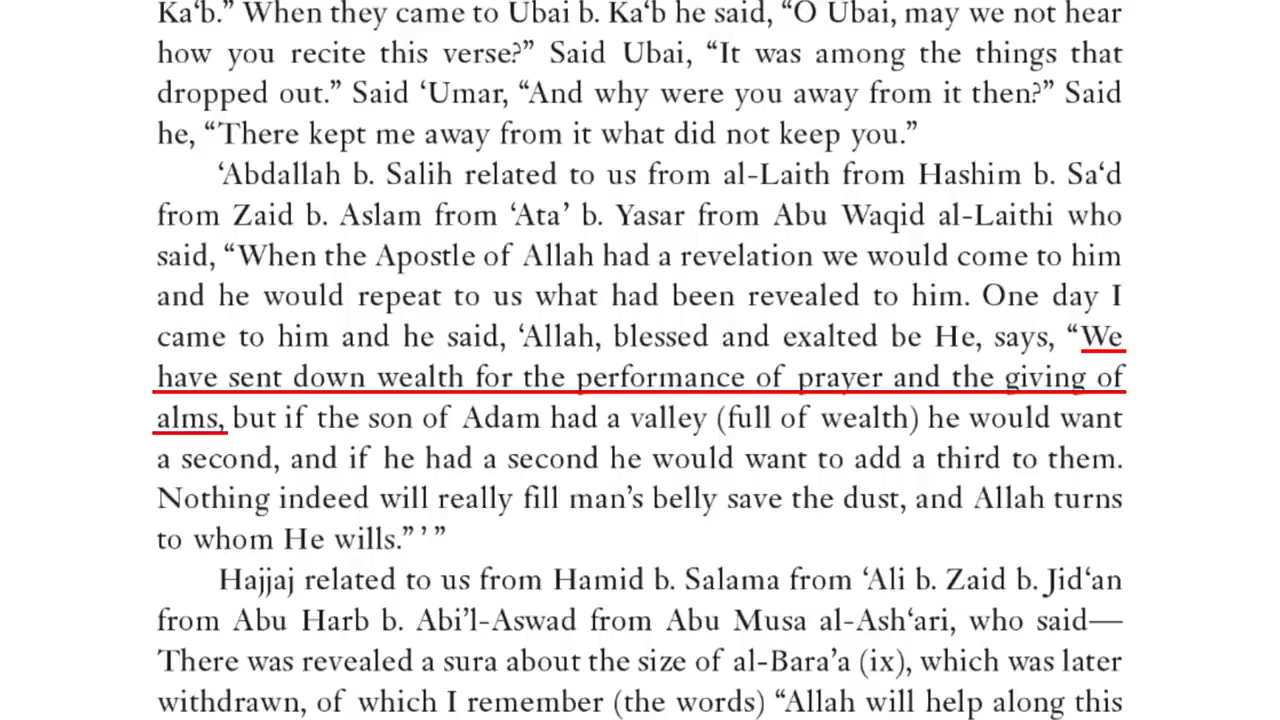 Ka‘b.” When they came to Ubai b. Ka‘b he said, “O Ubai, may we not hear
how you recite this verse?” Said Ubai, “It was among the things that
dropped out.” Said ‘Umar, “And why were you away from it then?” Said
he, “There kept me away from it what did not keep you.”
‘Abdallah b. Salih related to us from al-Laith from Hashim b. Sa‘d
from Zaid b. Aslam from ‘Ata’ b. Yasar from Abu Waqid al-Laithi who
said, “When the Apostle of Allah had a revelation we would come to him
and he would repeat to us what had been revealed to him. One day I
came to him and he said, ‘Allah, blessed and exalted be He, says, “We
have sent down wealth for the performance of prayer and the giving of
alms, but if the son of Adam had a valley (full of wealth) he would want
a second, and if he had a second he would want to add a third to them.
Nothing indeed will really fill man’s belly save the dust, and Allah turns
to whom He wills.” ’ ”
Hajjaj related to us from Hamid b. Salama from ‘Ali b. Zaid b. Jid‘an
from Abu Harb b. Abi’l-Aswad from Abu Musa al-Ash‘ari, who said—
There was revealed a sura about the size of al-Bara’a (ix), which was later
withdrawn, of which I remember (the words) “Allah will help along this